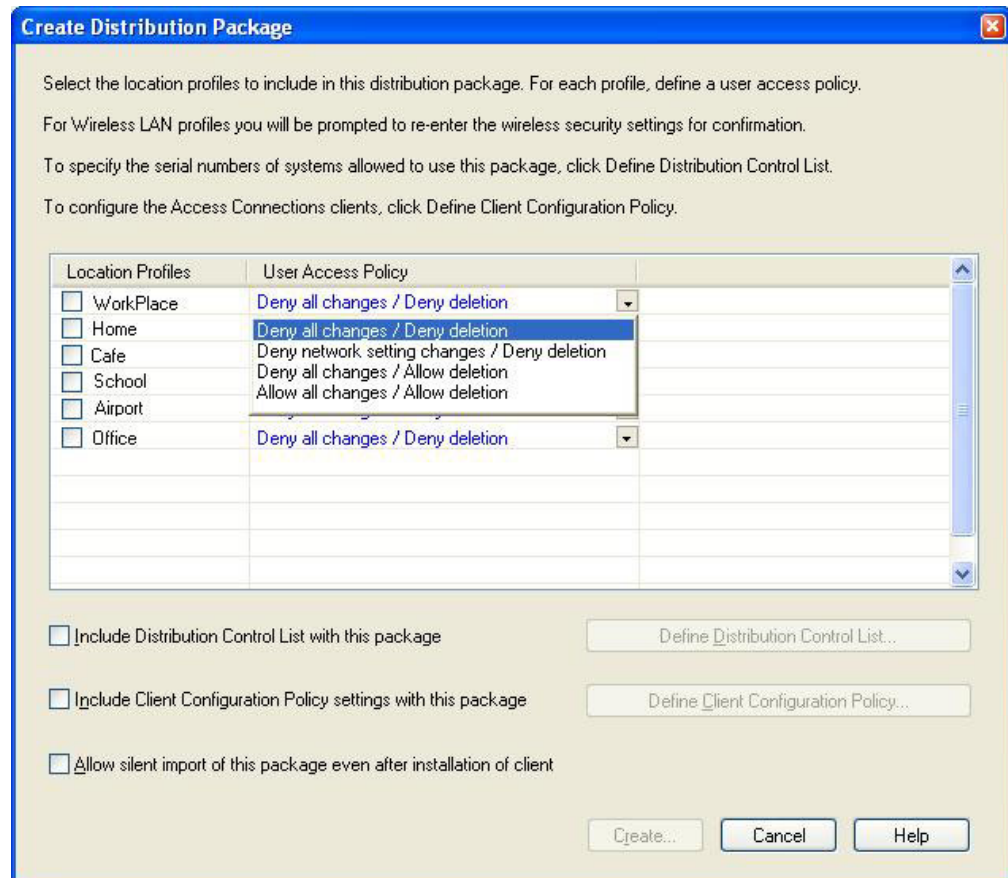 Create Distribution Package
Select the location profiles to include in this distribution package. For each profile, define a user access policy.
For Wireless LAN profiles you will be prompted to re-enter the wireless security settings for confirmation.
To specify the serial numbers of systems allowed to use this package, click Define Distribution Control List.
To configure the Access Connections clients, click Define Client Configuration Policy.
Location Profiles User Access Policy
WorkPlace Deny all changes / Deny deletion
Home Deny all changes / Deny deletion
Cafe Deny network setting changes / Deny deletion
School Deny all changes / Allow deletion
Allow all changes / Allow deletion
Airport
Office Deny all changes / Deny deletion
Include Distribution Control List with this package Define Distribution Control List...
Include Client Configuration Policy settings with this package Define Client Configuration Policy...
Allow silent import of this package even after installation of client
Create... Cancel Help